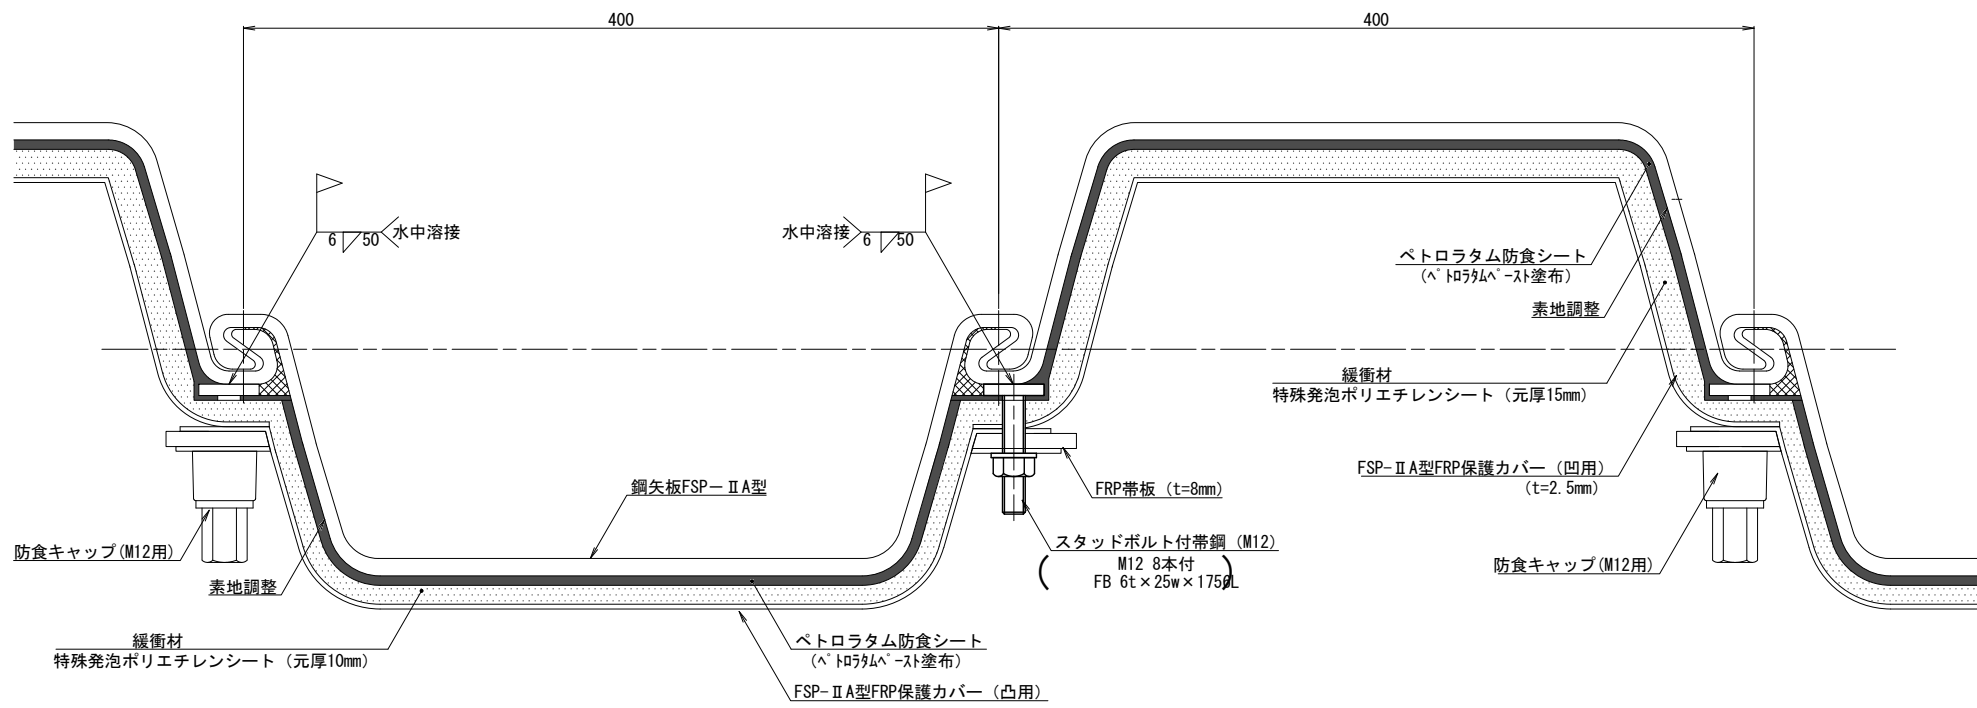 400
400
6
50
水中溶接
水中溶接
6
50
ペトロラタム防食シート
(ペトロラタムペースト塗布)
素地調整
緩衝材
特殊発泡ポリエチレンシート (元厚15mm)
FSP-ⅡA型FRP保護カバー (凹用)
(t=2.5mm)
鋼矢板FSP-ⅡA型
FRP帯板 (t=8mm)
スタッドボルト付帯鋼 (M12)
M12 8本付
FB 6t×25w×1750L
防食キャップ(M12用)
防食キャップ(M12用)
素地調整
緩衝材
特殊発泡ポリエチレンシート (元厚10mm)
ペトロラタム防食シート
(ペトロラタムペースト塗布)
FSP-ⅡA型FRP保護カバー (凸用)